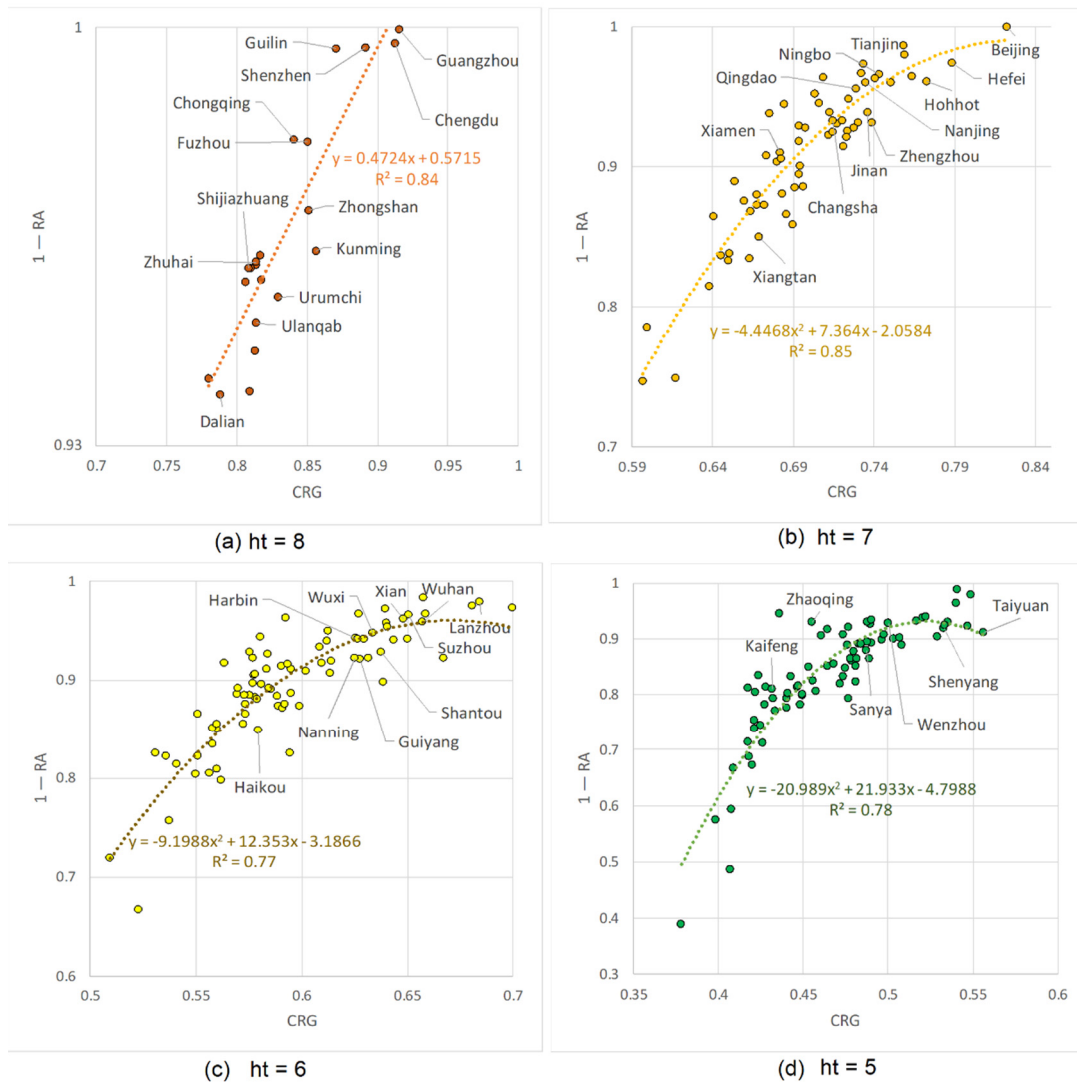 1
Guilin
Guangzhou
Shenzhen
Chongqing
Chengdu
Fuzhou
y = 0.4724x + 0.5715
R² = 0.84
Shijiazhuang
Zhongshan
Kunming
Zhuhai
Urumchi
Ulanqab
Dalian
1 — RA
0.93
0.7 0.75 0.8 0.85 0.9 0.95 1
CRG
(a) ht = 8
1
Tianjin
Ningbo
Beijing
Qingdao
Hefei
Hohhot
Xiamen
Nanjing
Zhengzhou
Jinan
0.9
Changsha
Xiangtan
0.8
y = -4.4468x² + 7.364x - 2.0584
R² = 0.85
1 — RA
0.7
0.59 0.64 0.69 0.74 0.79 0.84
CRG
(b) ht = 7
1
Xian Wuhan
Harbin Wuxi
Lanzhou
Suzhou
0.9
Shantou
Nanning
Guiyang
Haikou
0.8
y = -9.1988x² + 12.353x - 3.1866
R² = 0.77
0.7
1 — RA
0.6
0.5 0.55 0.6 0.65 0.7
CRG
(c) ht = 6
1
Zhaoqing
Taiyuan
0.9
Kaifeng
Shenyang
0.8
Sanya
Wenzhou
0.7
y = -20.989x² + 21.933x - 4.7988
R² = 0.78
0.6
0.5
0.4
0.3
1 — RA
0.35 0.4 0.45 0.5 0.55 0.6
CRG
(d) ht = 5